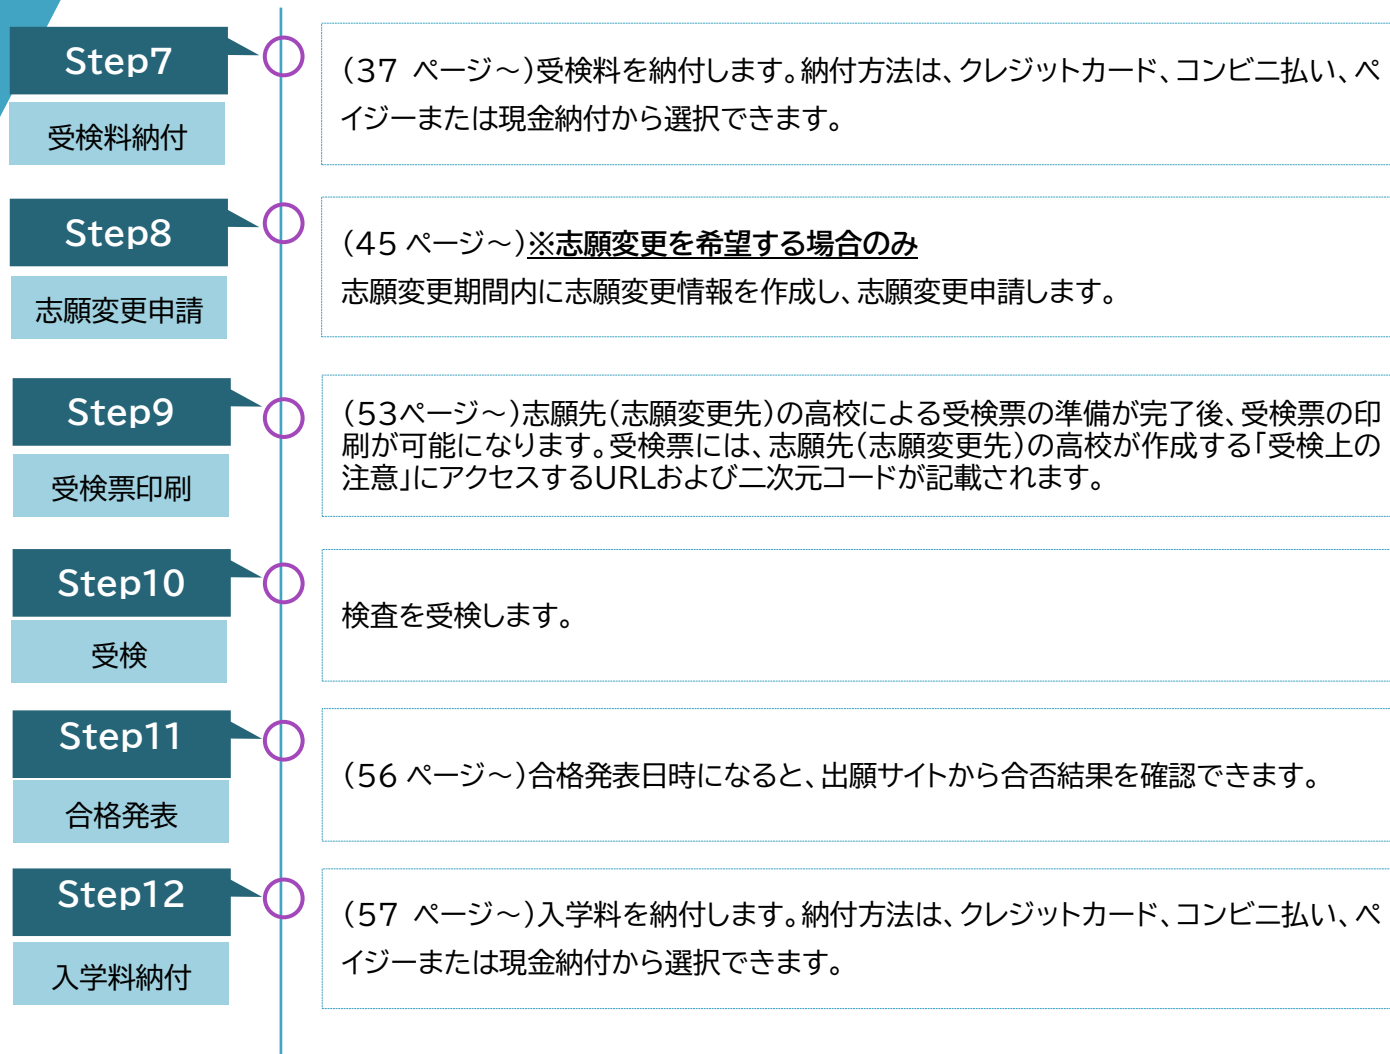 Step7
受検料納付
(37 ページ～)受検料を納付します。納付方法は、クレジットカード、コンビニ払い、ペ
イジーまたは現金納付から選択できます。
Step8
志願変更申請
(45 ページ～)※志願変更を希望する場合のみ
志願変更期間内に志願変更情報を作成し、志願変更申請します。
Step9
受検票印刷
(53ページ～)志願先(志願変更先)の高校による受検票の準備が完了後、受検票の印
刷が可能になります。受検票には、志願先(志願変更先)の高校が作成する「受検上の
注意」にアクセスするURLおよび二次元コードが記載されます。
Step10
受検
検査を受検します。
Step11
合格発表
(56 ページ～)合格発表日時になると、出願サイトから合否結果を確認できます。
Step12
入学料納付
(57 ページ～)入学料を納付します。納付方法は、クレジットカード、コンビニ払い、ペ
イジーまたは現金納付から選択できます。